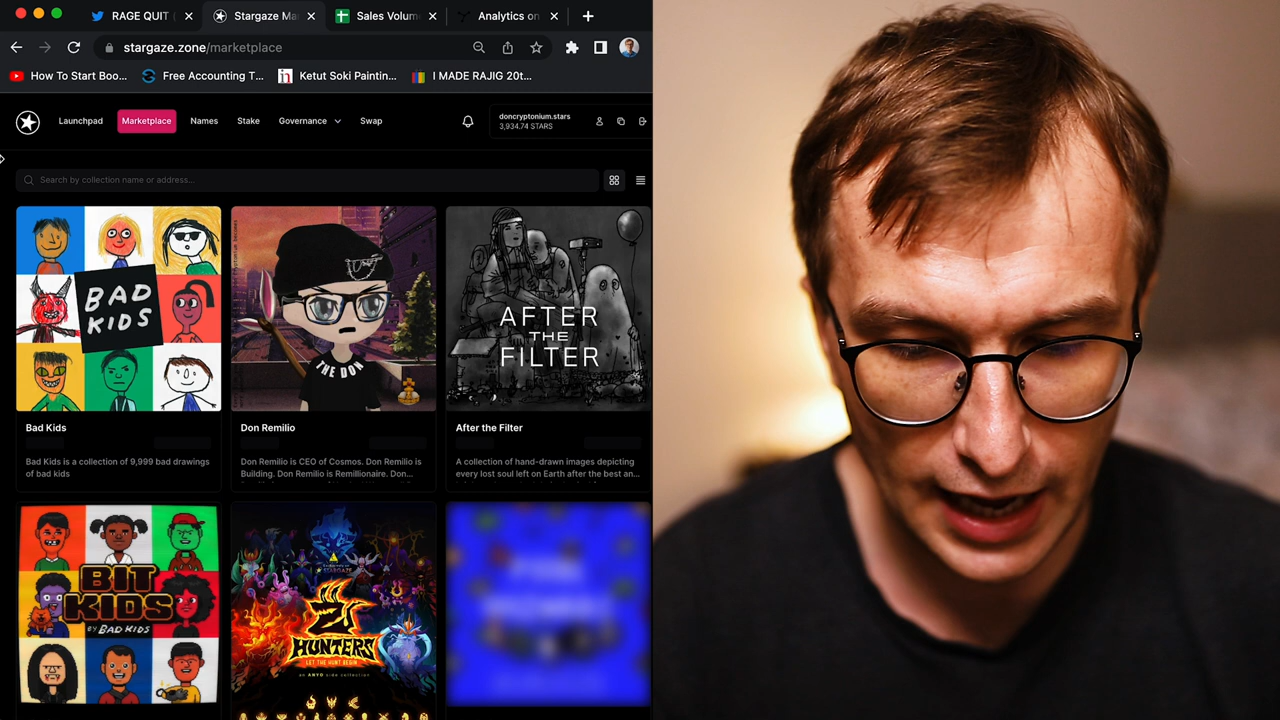 RAGE QUIT (
Stargaze Ma
Sales Volum
Analytics on
stargaze.zone/marketplace
How To Start Boo...
Free Accounting T...
Ketut Soki Paintin...
I MADE RAJIG 20t...
Launchpad
Marketplace
Names
Stake
Governance
Swap
doncryptonium.stars
3,934.74 STARS
Search by collection name or address...
BAD
KIDS
THE DON
AFTER
THE
FILTER
Bad Kids
Don Remilio
After the Filter
Bad Kids is a collection of 9,999 bad drawings
of bad kids
Don Remilio is CEO of Cosmos. Don Remilio is
Building. Don Remilio is Remillionaire. Don...
A collection of hand-drawn images depicting
every lost soul left on Earth after the best an...
BIT
KIDS
BY BAD KIDS
HUNTERS
LET THE HUNT BEGIN
an ANYO side collection